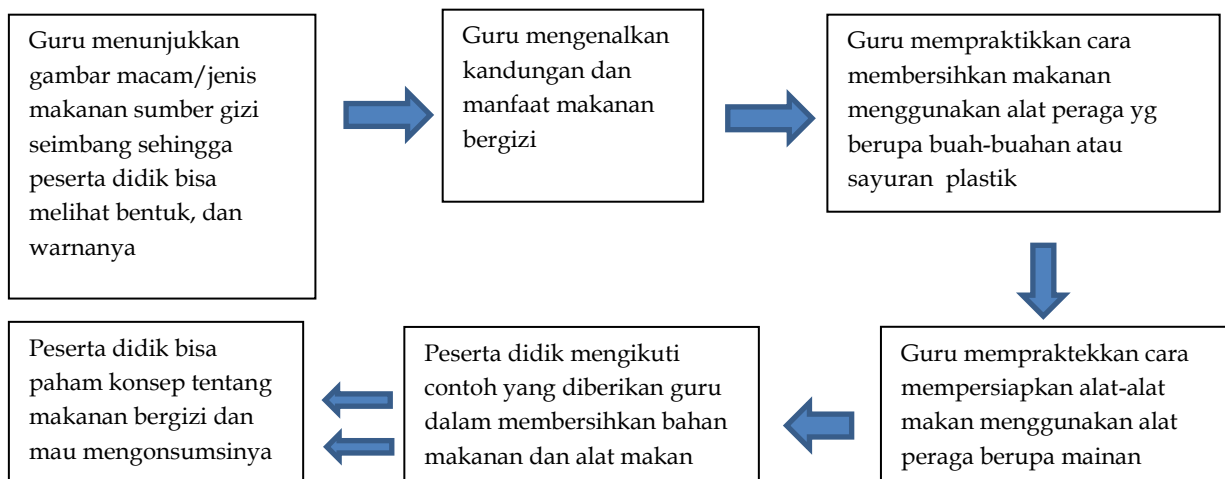 Guru menunjukkan
gambar macam/jenis
makanan sumber gizi
seimbang sehingga
peserta didik bisa
melihat bentuk, dan
warnanya
Guru mengenalkan
kandungan dan
manfaat makanan
bergizi
Guru mempraktikkan cara
membersihkan makanan
menggunakan alat peraga yg
berupa buah-buahan atau
sayuran plastik
Guru mempraktekkan cara
mempersiapkan alat-alat
makan menggunakan alat
peraga berupa mainan
Peserta didik mengikuti
contoh yang diberikan guru
dalam membersihkan bahan
makanan dan alat makan
Peserta didik bisa
paham konsep tentang
makanan bergizi dan
mau mengonsumsinya